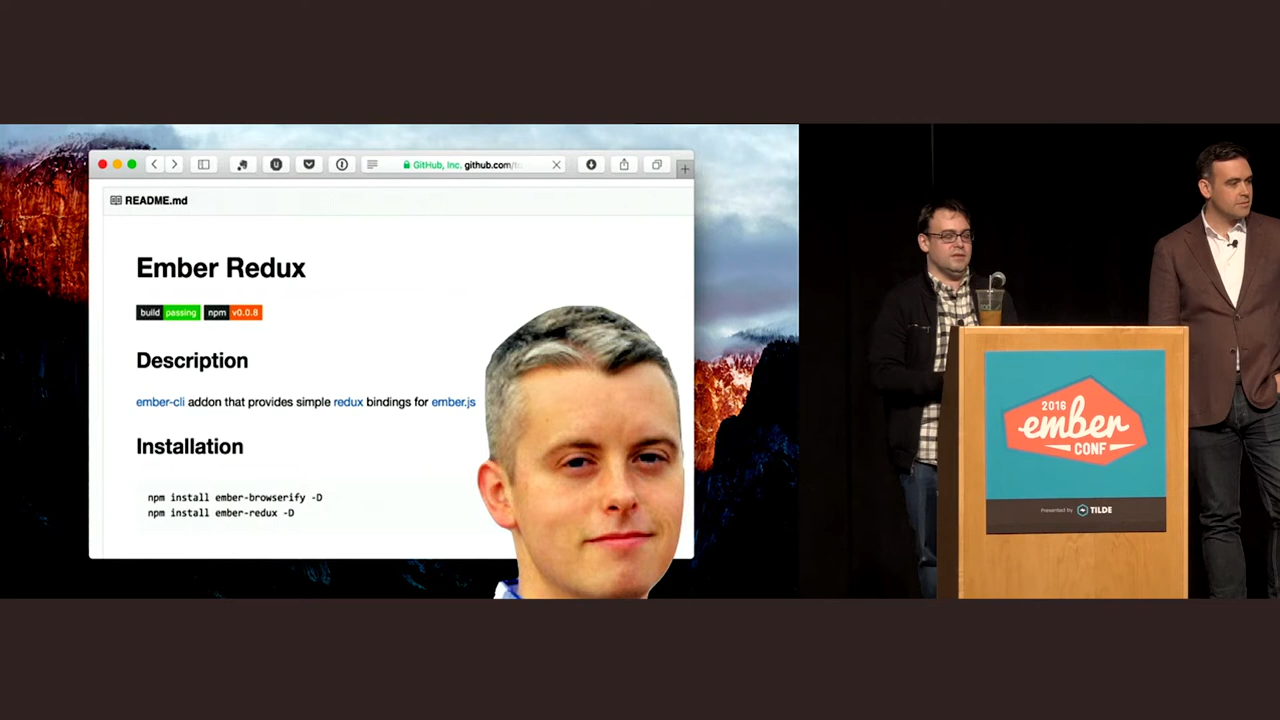 GitHub, Inc. github.com/
README.md
Ember Redux
build passing npm v0.0.8
Description
ember-cli addon that provides simple redux bindings for ember.js
Installation
npm install ember-browserify -D
npm install ember-redux -D
2016
ember
CONF
Presented by TILDE